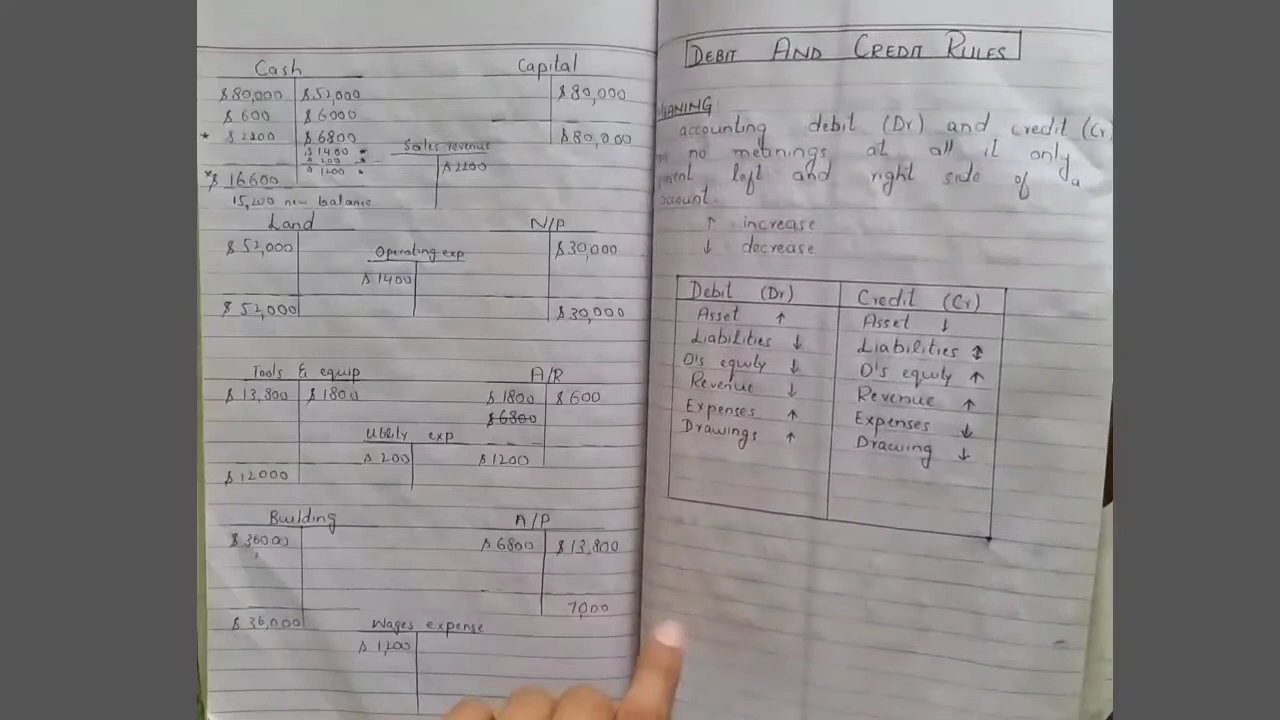 Cash
$80,000 $52,000
$600 $6000
* $2200 $6800
$1400 *
$200 *
$1200 *
* $16600
15,200 new balance
Capital
$80,000
$80,000
Sales revenue
$2200
Land
$52,000
$52,000
Operating exp
$1400
N/P
$30,000
$30,000
Tools & equip
$13,800 $1800
$12000
Utility exp
$200
A/R
$1800 $600
$6800
$1200
Building
$36000
$36,000
A/P
$6800 $13,800
7000
Wages expense
$1,200
DEBIT AND CREDIT RULES
accounting debit (Dr) and credit (Cr
no meanings at all it only
left and right side of a
↑ increase
↓ decrease
Debit (Dr) Credit (Cr)
Asset ↑ Asset ↓
Liabilities ↓ Liabilities ↑
O's equity ↓ O's equity ↑
Revenue ↓ Revenue ↑
Expenses ↑ Expenses ↓
Drawings ↑ Drawing ↓